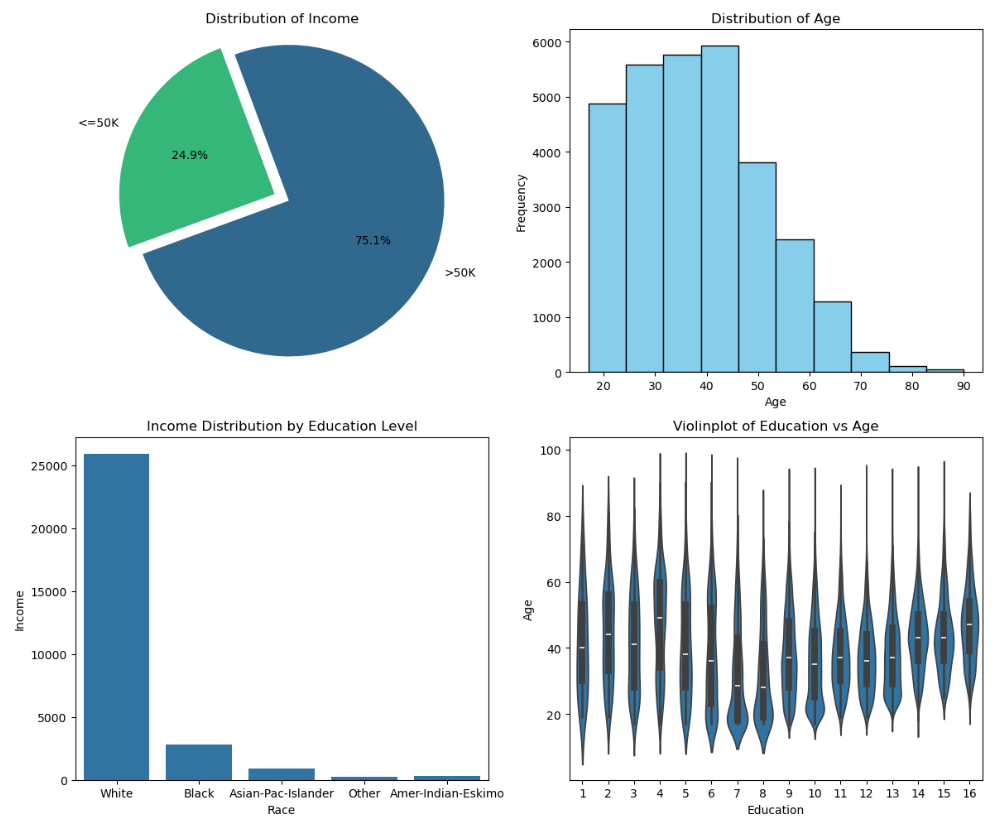 Distribution of Income
<=50K
24.9%
75.1%
>50K
Distribution of Age
Frequency
6000
5000
4000
3000
2000
1000
0
20 30 40 50 60 70 80 90
Age
Income Distribution by Education Level
Income
25000
20000
15000
10000
5000
0
White Black Asian-Pac-Islander Other Amer-Indian-Eskimo
Race
Violinplot of Education vs Age
Age
100
80
60
40
20
1 2 3 4 5 6 7 8 9 10 11 12 13 14 15 16
Education